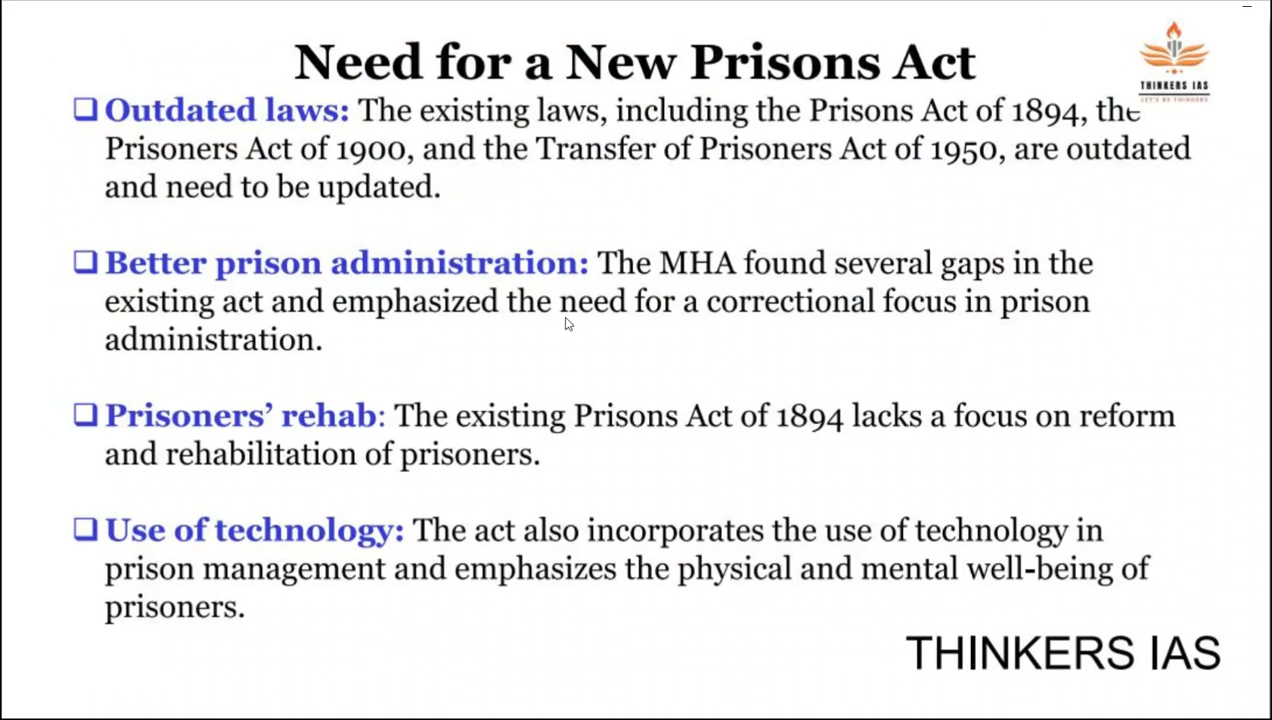 Need for a New Prisons Act
THINKERS IAS
LET'S BE THINKERS
Outdated laws: The existing laws, including the Prisons Act of 1894, the
Prisoners Act of 1900, and the Transfer of Prisoners Act of 1950, are outdated
and need to be updated.
Better prison administration: The MHA found several gaps in the
existing act and emphasized the need for a correctional focus in prison
administration.
Prisoners’ rehab: The existing Prisons Act of 1894 lacks a focus on reform
and rehabilitation of prisoners.
Use of technology: The act also incorporates the use of technology in
prison management and emphasizes the physical and mental well-being of
prisoners.
THINKERS IAS